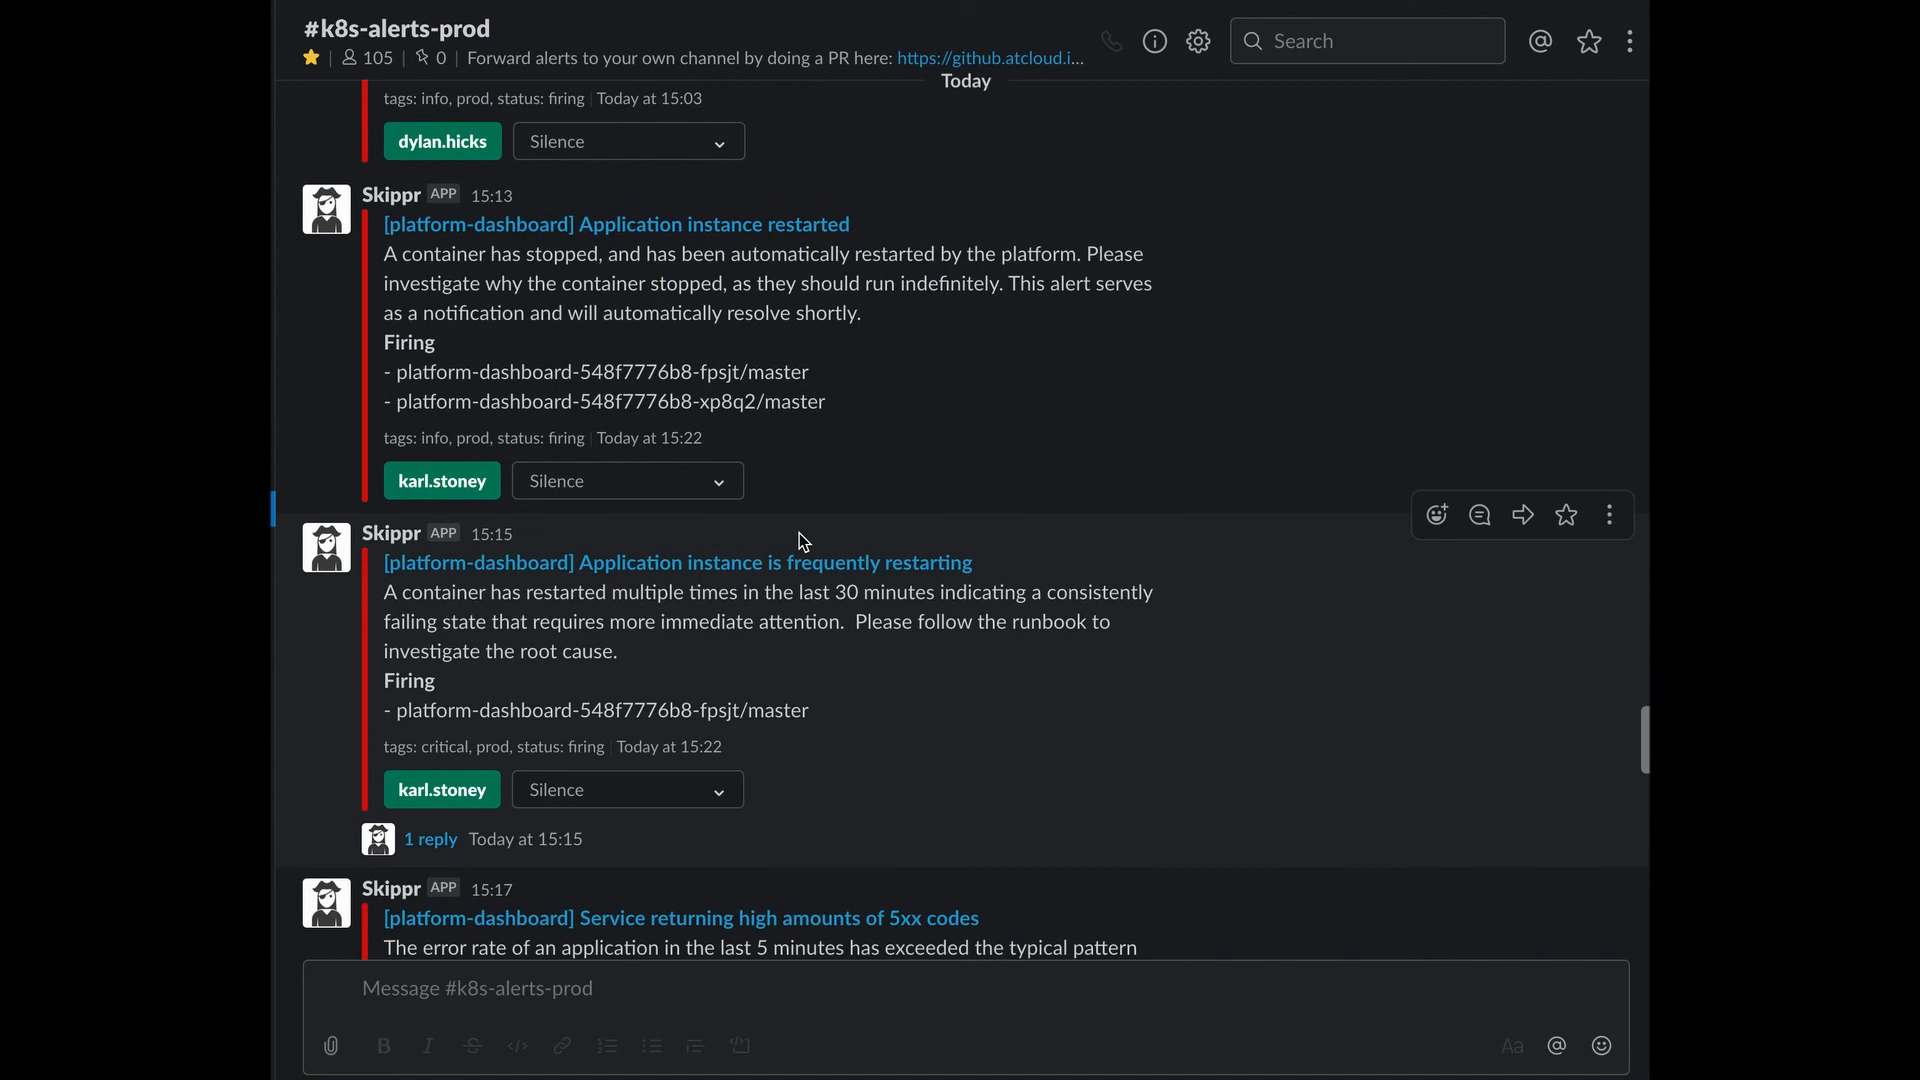 #k8s-alerts-prod
105 | 0 | Forward alerts to your own channel by doing a PR here: https://github.atcloud.i...
Search
Today
tags: info, prod, status: firing | Today at 15:03
dylan.hicks Silence
Skippr APP 15:13
[platform-dashboard] Application instance restarted
A container has stopped, and has been automatically restarted by the platform. Please
investigate why the container stopped, as they should run indefinitely. This alert serves
as a notification and will automatically resolve shortly.
Firing
- platform-dashboard-548f7776b8-fpsjt/master
- platform-dashboard-548f7776b8-xp8q2/master
tags: info, prod, status: firing | Today at 15:22
karl.stoney Silence
Skippr APP 15:15
[platform-dashboard] Application instance is frequently restarting
A container has restarted multiple times in the last 30 minutes indicating a consistently
failing state that requires more immediate attention.  Please follow the runbook to
investigate the root cause.
Firing
- platform-dashboard-548f7776b8-fpsjt/master
tags: critical, prod, status: firing | Today at 15:22
karl.stoney Silence
1 reply Today at 15:15
Skippr APP 15:17
[platform-dashboard] Service returning high amounts of 5xx codes
The error rate of an application in the last 5 minutes has exceeded the typical pattern
Message #k8s-alerts-prod
B I S </> Aa @